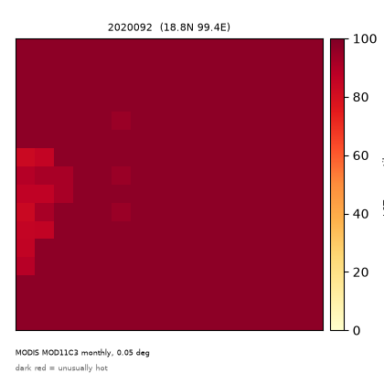 2020092 (18.8N 99.4E)
100
80
60
40
20
0
MODIS MOD11C3 monthly, 0.05 deg
dark red = unusually hot